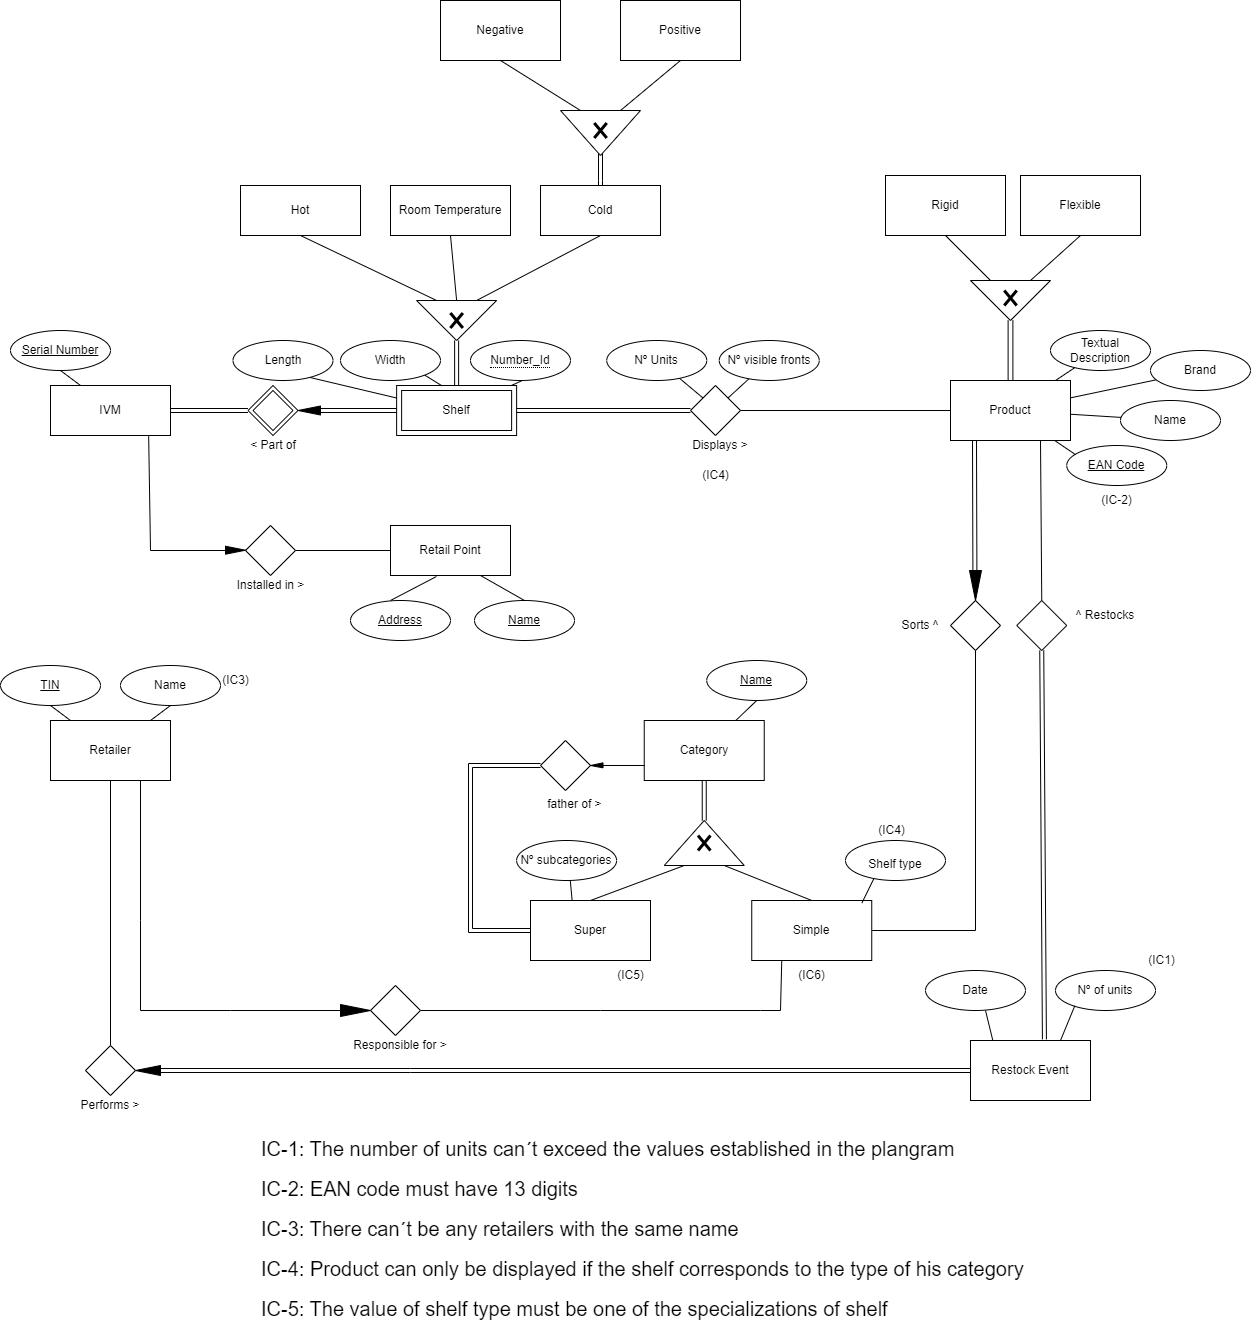 Negative
Positive
Hot
Room Temperature
Cold
Rigid
Flexible
Serial Number
Length
Width
Number_Id
Nº Units
Nº visible fronts
Textual
Description
Brand
IVM
Shelf
Product
Name
< Part of
Displays >
EAN Code
(IC4)
(IC-2)
Retail Point
Installed in >
Address
Name
Sorts ^
^ Restocks
TIN
Name
(IC3)
Name
Retailer
Category
father of >
(IC4)
Nº subcategories
Shelf type
Super
Simple
(IC5)
(IC6)
(IC1)
Date
Nº of units
Responsible for >
Restock Event
Performs >
IC-1: The number of units can´t exceed the values established in the plangram
IC-2: EAN code must have 13 digits
IC-3: There can´t be any retailers with the same name
IC-4: Product can only be displayed if the shelf corresponds to the type of his category
IC-5: The value of shelf type must be one of the specializations of shelf